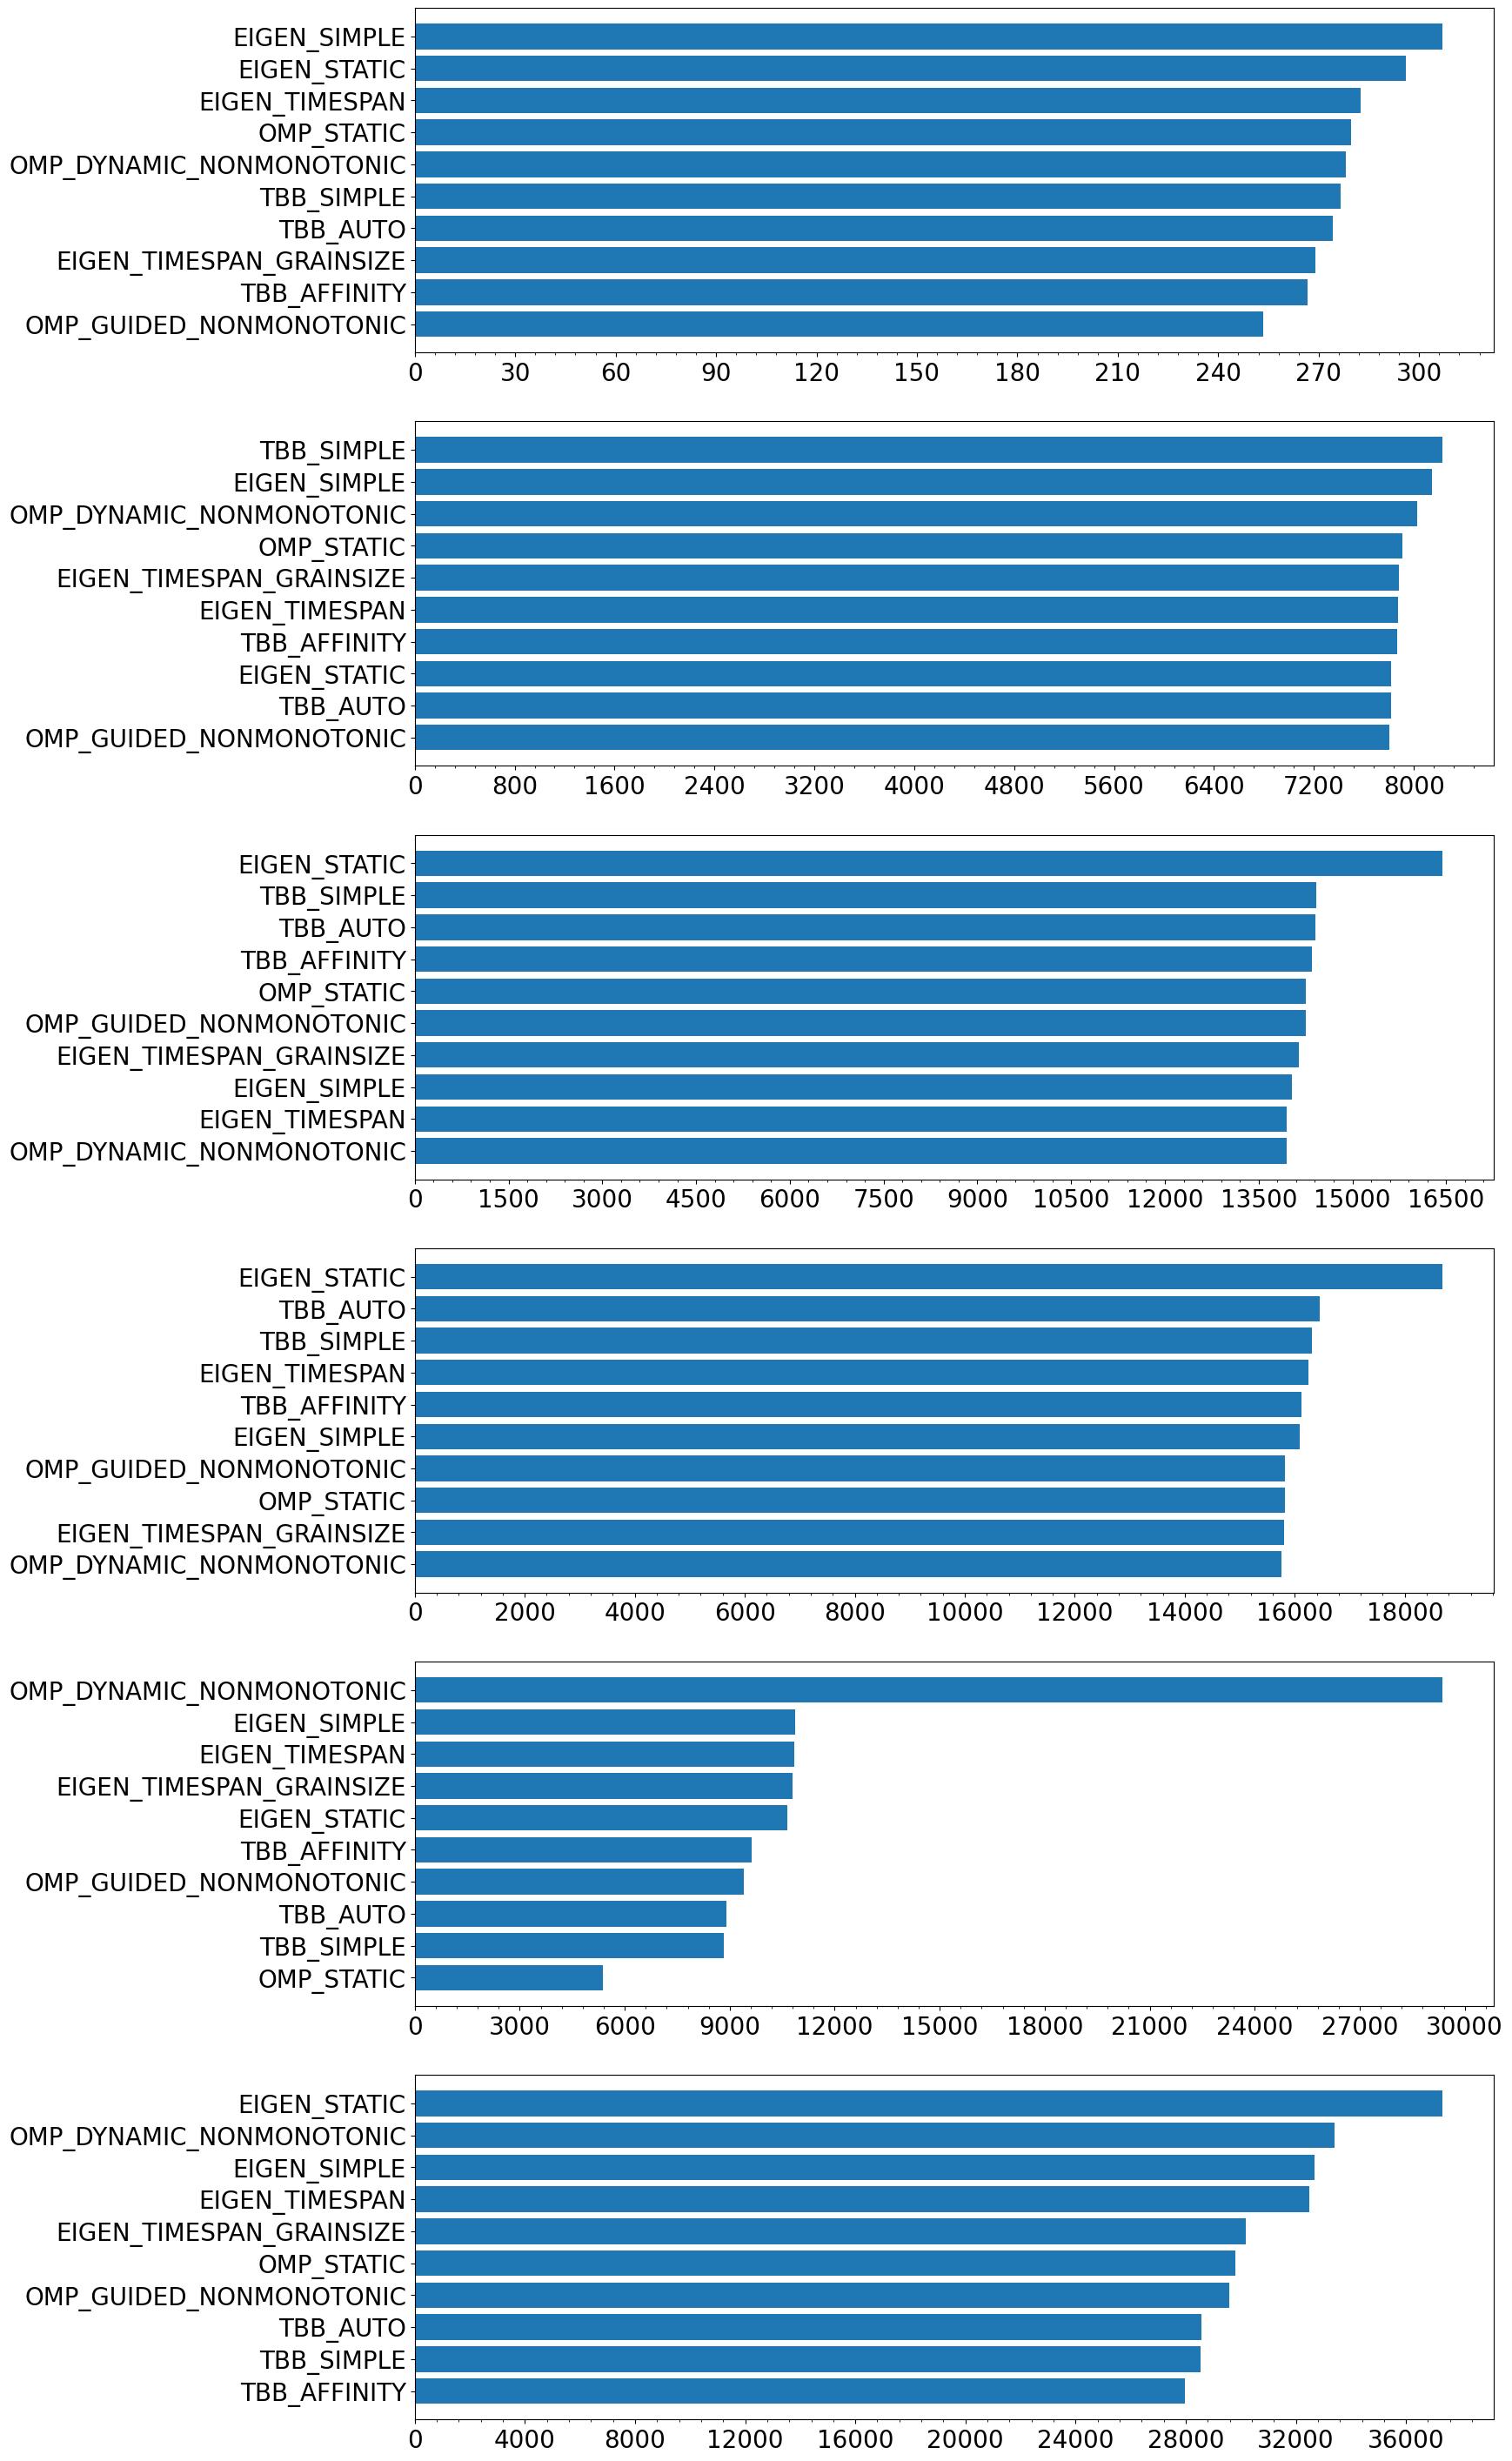 EIGEN_SIMPLE
EIGEN_STATIC
EIGEN_TIMESPAN
OMP_STATIC
OMP_DYNAMIC_NONMONOTONIC
TBB_SIMPLE
TBB_AUTO
EIGEN_TIMESPAN_GRAINSIZE
TBB_AFFINITY
OMP_GUIDED_NONMONOTONIC
0 30 60 90 120 150 180 210 240 270 300
TBB_SIMPLE
EIGEN_SIMPLE
OMP_DYNAMIC_NONMONOTONIC
OMP_STATIC
EIGEN_TIMESPAN_GRAINSIZE
EIGEN_TIMESPAN
TBB_AFFINITY
EIGEN_STATIC
TBB_AUTO
OMP_GUIDED_NONMONOTONIC
0 800 1600 2400 3200 4000 4800 5600 6400 7200 8000
EIGEN_STATIC
TBB_SIMPLE
TBB_AUTO
TBB_AFFINITY
OMP_STATIC
OMP_GUIDED_NONMONOTONIC
EIGEN_TIMESPAN_GRAINSIZE
EIGEN_SIMPLE
EIGEN_TIMESPAN
OMP_DYNAMIC_NONMONOTONIC
0 1500 3000 4500 6000 7500 9000 10500 12000 13500 15000 16500
EIGEN_STATIC
TBB_AUTO
TBB_SIMPLE
EIGEN_TIMESPAN
TBB_AFFINITY
EIGEN_SIMPLE
OMP_GUIDED_NONMONOTONIC
OMP_STATIC
EIGEN_TIMESPAN_GRAINSIZE
OMP_DYNAMIC_NONMONOTONIC
0 2000 4000 6000 8000 10000 12000 14000 16000 18000
OMP_DYNAMIC_NONMONOTONIC
EIGEN_SIMPLE
EIGEN_TIMESPAN
EIGEN_TIMESPAN_GRAINSIZE
EIGEN_STATIC
TBB_AFFINITY
OMP_GUIDED_NONMONOTONIC
TBB_AUTO
TBB_SIMPLE
OMP_STATIC
0 3000 6000 9000 12000 15000 18000 21000 24000 27000 30000
EIGEN_STATIC
OMP_DYNAMIC_NONMONOTONIC
EIGEN_SIMPLE
EIGEN_TIMESPAN
EIGEN_TIMESPAN_GRAINSIZE
OMP_STATIC
OMP_GUIDED_NONMONOTONIC
TBB_AUTO
TBB_SIMPLE
TBB_AFFINITY
0 4000 8000 12000 16000 20000 24000 28000 32000 36000